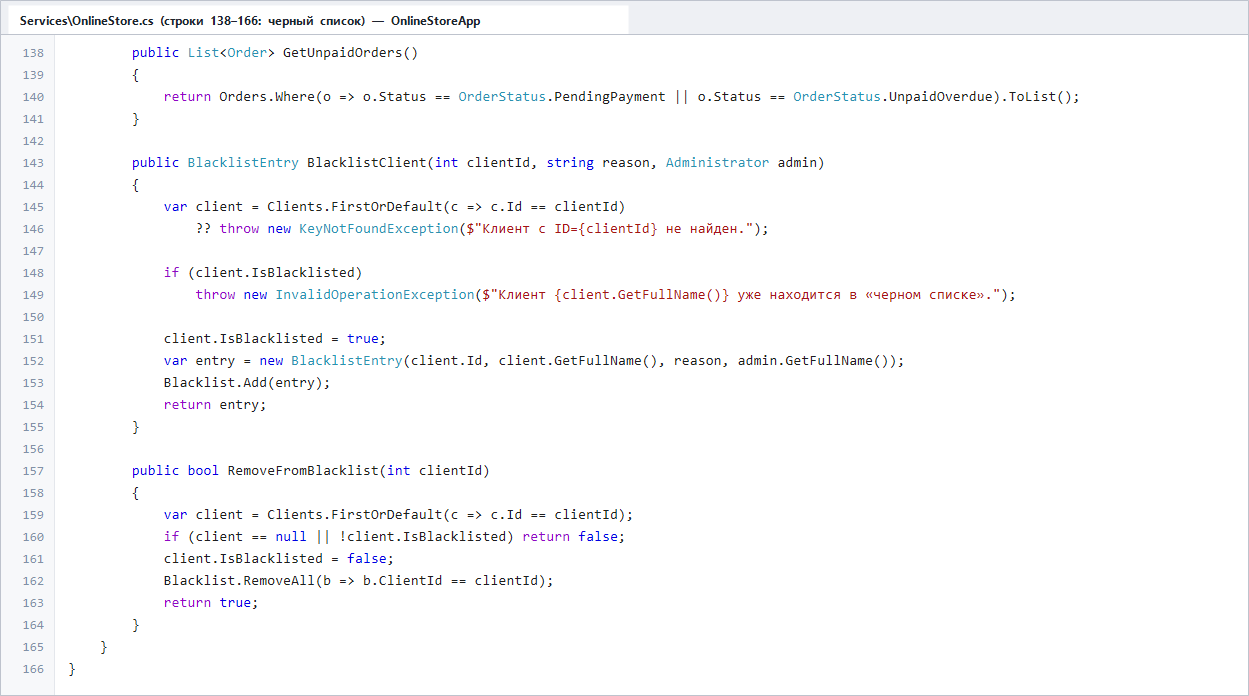 Services\OnlineStore.cs (строки 138–166: черный список) — OnlineStoreApp
138        public List<Order> GetUnpaidOrders()
139        {
140            return Orders.Where(o => o.Status == OrderStatus.PendingPayment || o.Status == OrderStatus.UnpaidOverdue).ToList();
141        }
142
143        public BlacklistEntry BlacklistClient(int clientId, string reason, Administrator admin)
144        {
145            var client = Clients.FirstOrDefault(c => c.Id == clientId)
146                ?? throw new KeyNotFoundException($"Клиент с ID={clientId} не найден.");
147
148            if (client.IsBlacklisted)
149                throw new InvalidOperationException($"Клиент {client.GetFullName()} уже находится в «черном списке».");
150
151            client.IsBlacklisted = true;
152            var entry = new BlacklistEntry(client.Id, client.GetFullName(), reason, admin.GetFullName());
153            Blacklist.Add(entry);
154            return entry;
155        }
156
157        public bool RemoveFromBlacklist(int clientId)
158        {
159            var client = Clients.FirstOrDefault(c => c.Id == clientId);
160            if (client == null || !client.IsBlacklisted) return false;
161            client.IsBlacklisted = false;
162            Blacklist.RemoveAll(b => b.ClientId == clientId);
163            return true;
164        }
165    }
166 }